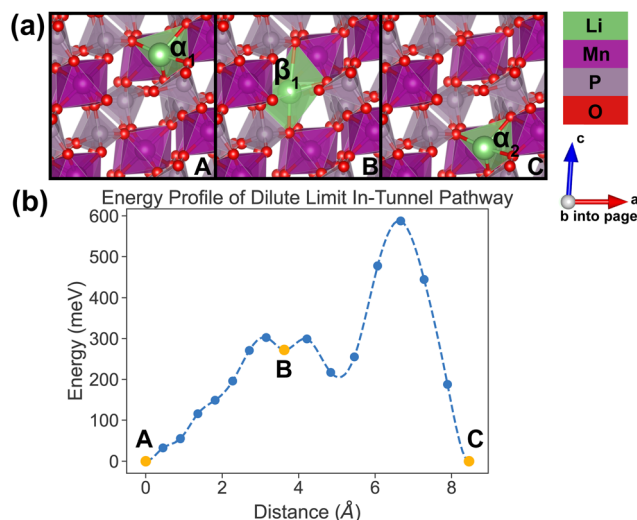 (a)
α1
A
β1
B
α2
C
Li
Mn
P
O
c
a
b into page
(b)
Energy Profile of Dilute Limit In-Tunnel Pathway
Energy (meV)
600
500
400
300
200
100
0
A
B
C
0
2
4
6
8
Distance (Å)